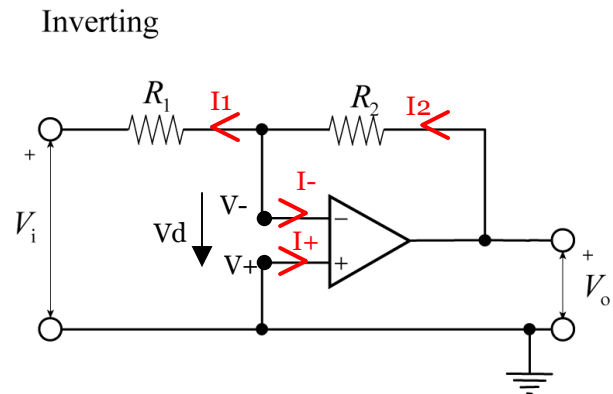 Inverting
R1 I1 R2 I2
+
Vi
V- I- −
Vd
V+ I+ +
+
Vo